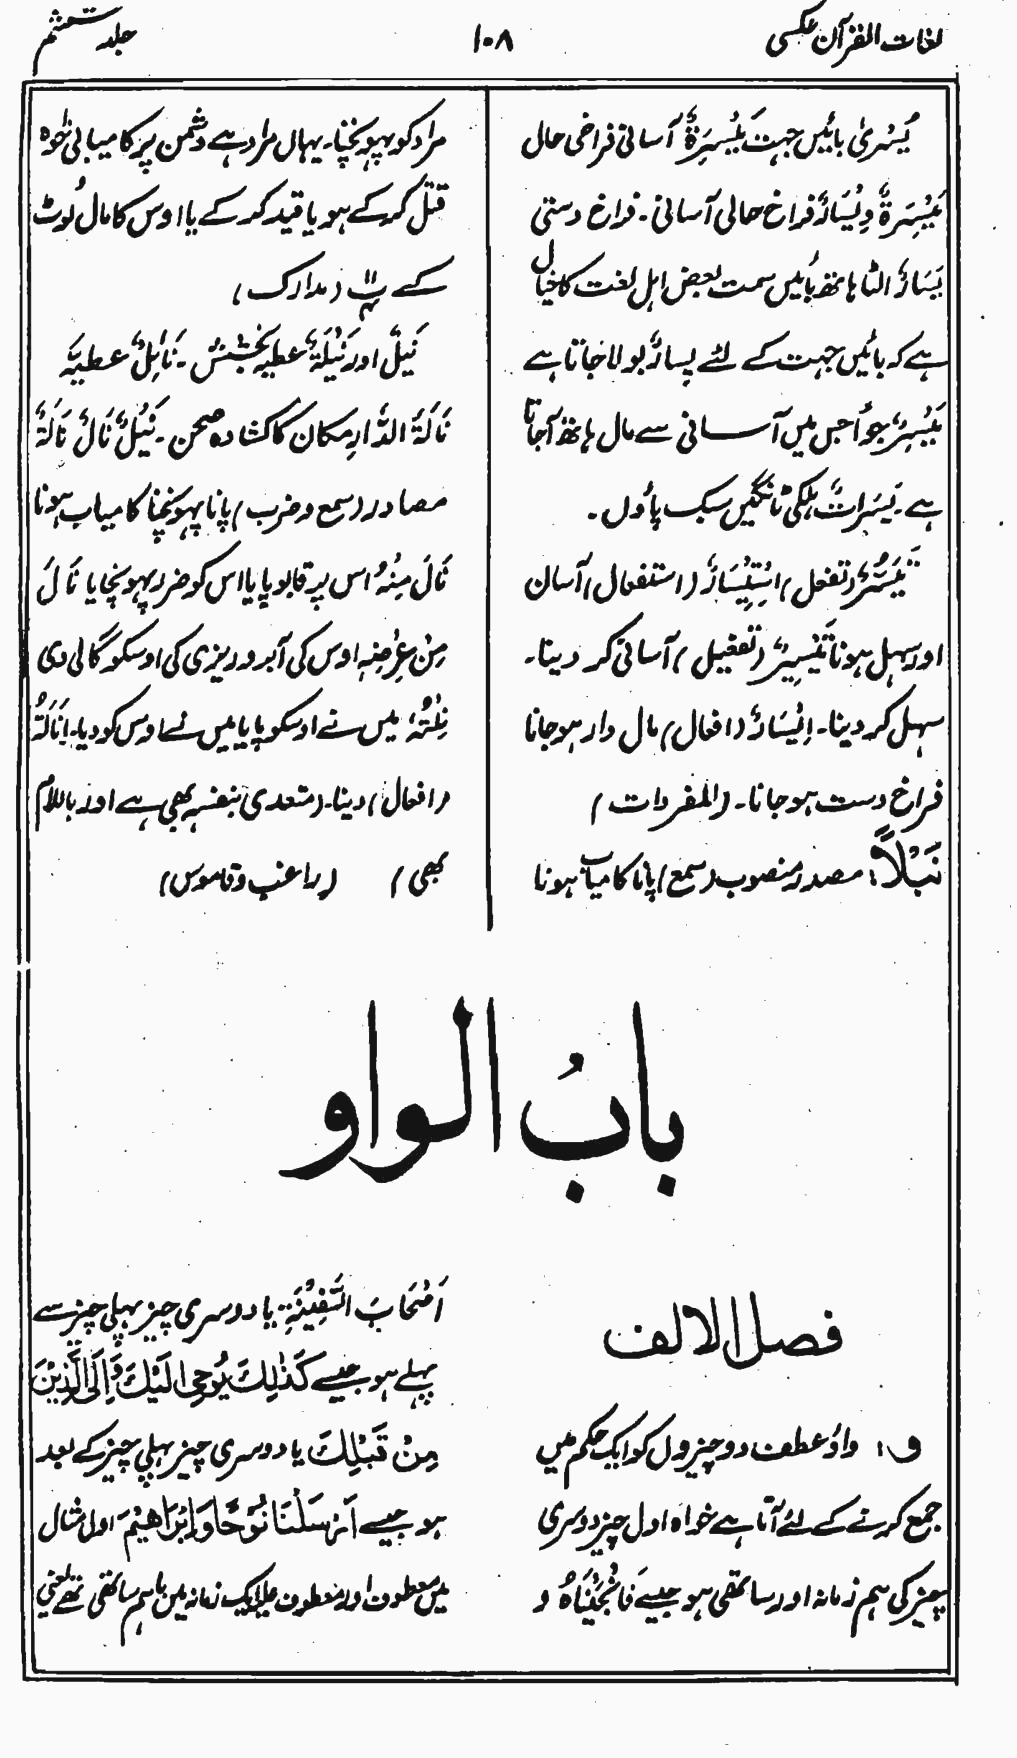 لغات القرآن عکسی
۱۰۸
جلد ششم
یُسْریٰ بائیں جہت مَیْسَرَۃٌ آسانی فراخی حال
مَیْسِرَۃٌ وَیَسَارٌ فراخ حالی آسانی۔ فراخ دستی
یَسَارٌ الٹا ہاتھ بائیں سمت بعض اہل لغت کا خیال
ہے کہ بائیں جہت کے لئے یسارٌ بولا جاتا ہے
مَیْسِرٌ جوا جس میں آسانی سے مال ہاتھ آجاتا
ہے۔ یَسَرَاتٌ ہلکی ٹانگیں سبک پاؤں۔
تَیَسُّرٌ (تفعل) اِسْتِیْسَارٌ (استفعال) آسان
اور سہل ہونا تَیْسِیْرٌ (تفعیل) آسانی کر دینا۔
سہل کر دینا۔ اِیْسَارٌ (افعال) مال دار ہو جانا
فراخ دست ہو جانا۔ (المفردات)
نَیْلاً: مصدر منصوب (سمع) پانا کامیاب ہونا
مراد کو پہونچنا۔ یہاں مراد ہے دشمن پر کامیابی خواہ
قتل کر کے ہو یا قید کر کے یا اوس کا مال لُوٹ
کے ہو (مدارک)
نَیْلٌ اور نَیْلَۃٌ عطیہ بخشش۔ نَائِلٌ عطیہ
نَالَۃُ الدَّارِ مکان کا کشادہ صحن۔ نَیْلٌ نَالٌ نَالَۃٌ
مصادر (سمع و ضرب) پانا پہونچنا کامیاب ہونا
نَالَ مِنْہُ اس پر قابو پایا اس کو ضرر پہونچایا نَالَ
مِنْ عِرْضِہٖ اوس کی آبرو ریزی کی اوسکو گالی دی
نِلْتُہٗ میں نے اوسکو پایا میں نے اوس کو دیا۔ اِنَالَۃٌ
(افعال) دینا۔ (متعدی بنفسہ بھی ہے اور باللام
بھی) (راغب و قاموس)
بابُ الواو
فصل الالف
و: واؤ عطف دو چیزوں کو ایک حکم میں
جمع کرنے کے لئے آتا ہے خواہ اول چیز دوسری
چیز کی ہم زمانہ اور ساتھی ہو جیسے فَاَنْجَیْنَاہُ وَ
اَصْحَابَ السَّفِیْنَۃِ یا دوسری چیز پہلی چیز سے
پہلے ہو جیسے کَذٰلِکَ یُوْحِیْ اِلَیْکَ وَاِلَی الَّذِیْنَ
مِنْ قَبْلِکَ یا دوسری چیز پہلی چیز کے بعد
ہو جیسے اَرْسَلْنَا نُوْحًا وَّاِبْرَاھِیْمَ اول مثال
میں معطوف اور معطوف علیہ ایک زمانہ میں باہم ساتھی تھے یعنی